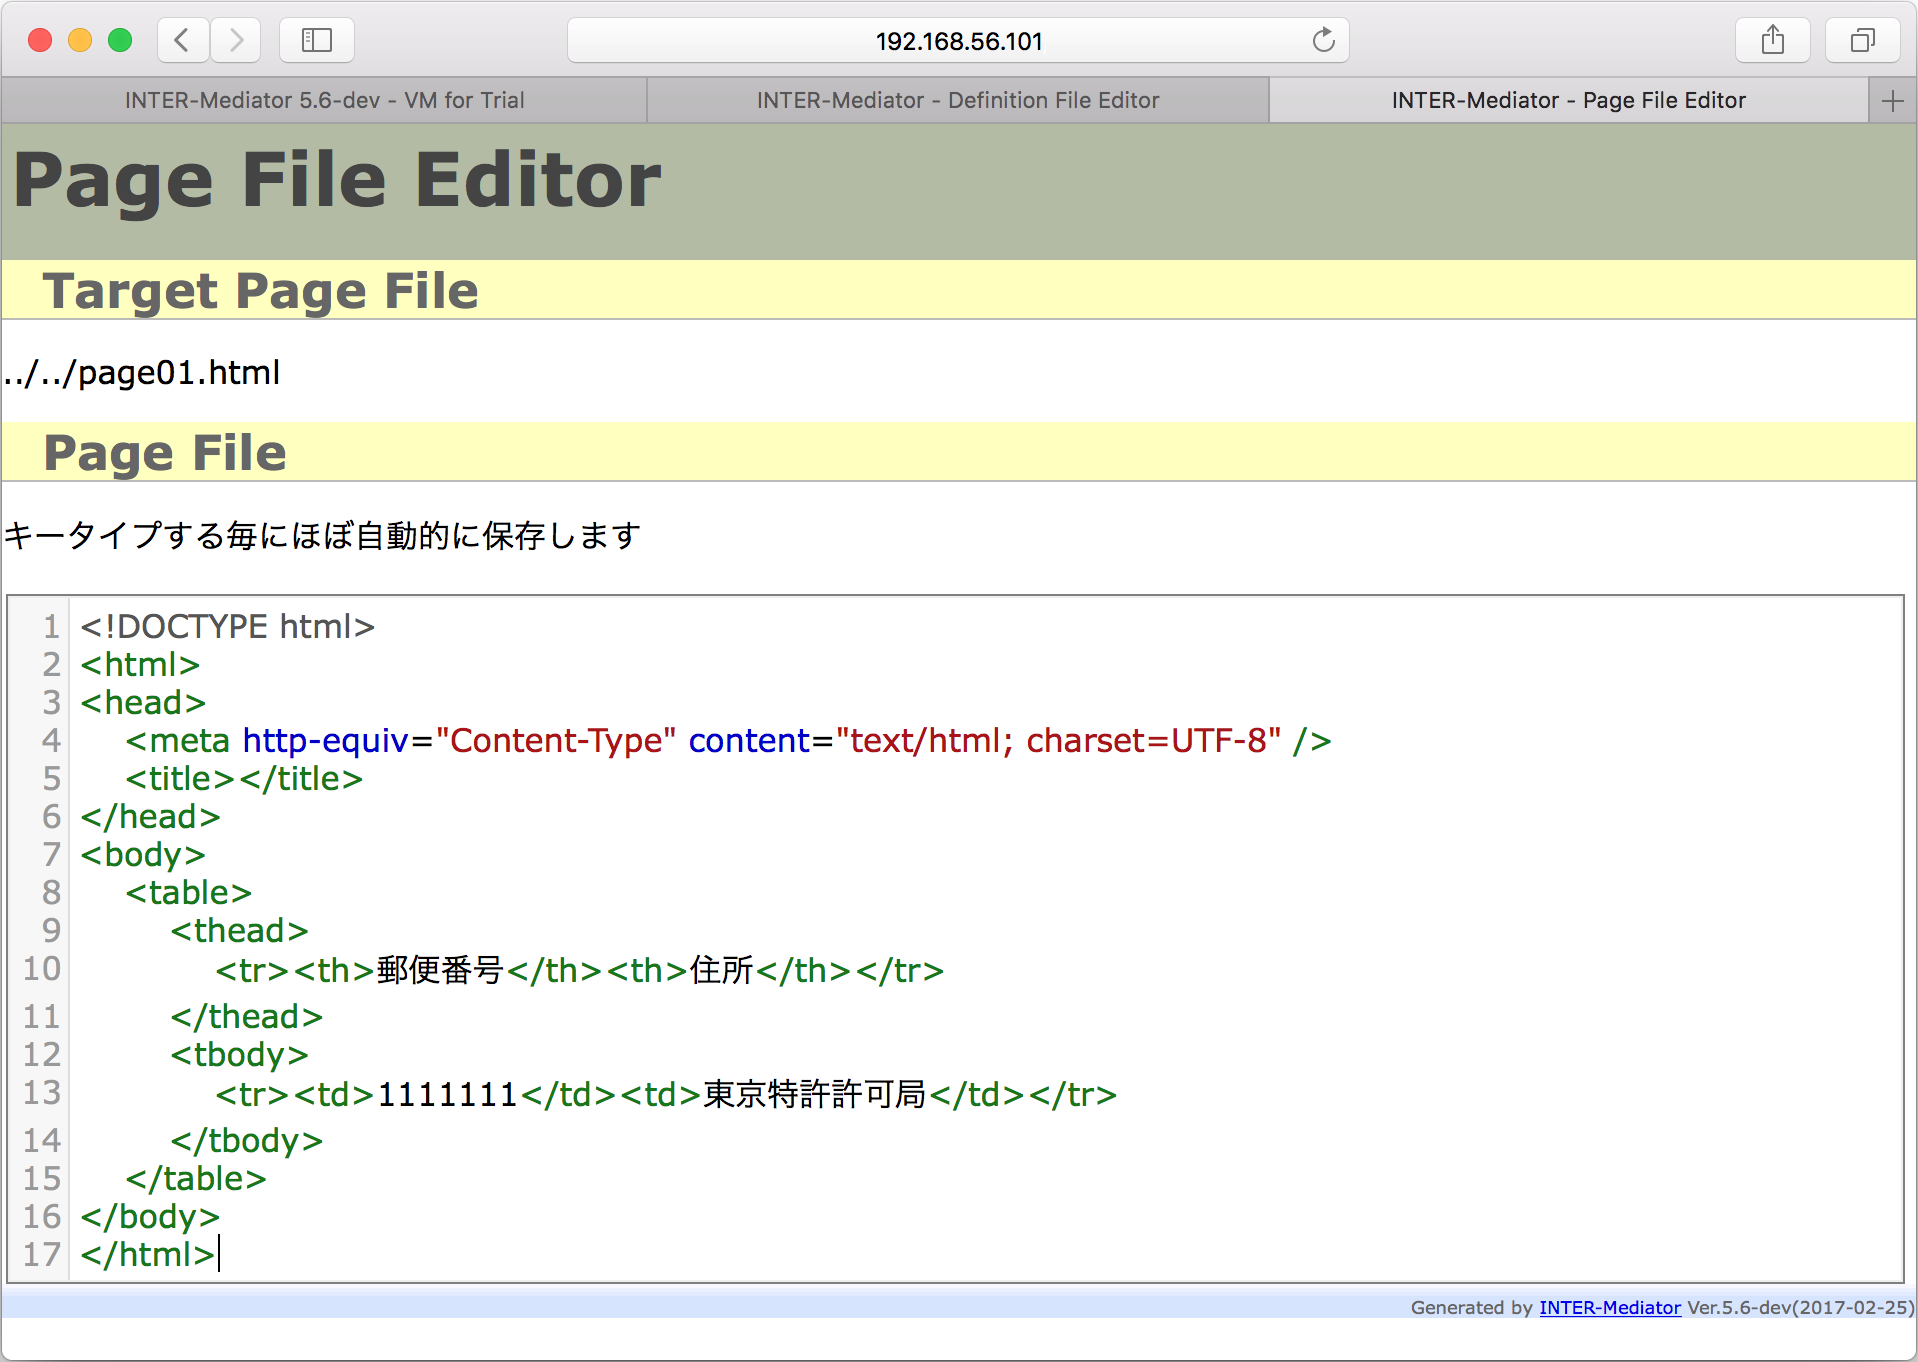 192.168.56.101
INTER-Mediator 5.6-dev - VM for Trial
INTER-Mediator - Definition File Editor
INTER-Mediator - Page File Editor
Page File Editor
Target Page File
../../page01.html
Page File
キータイプする毎にほぼ自動的に保存します
1 <!DOCTYPE html>
2 <html>
3 <head>
4 <meta http-equiv="Content-Type" content="text/html; charset=UTF-8" />
5 <title></title>
6 </head>
7 <body>
8 <table>
9 <thead>
10 <tr><th>郵便番号</th><th>住所</th></tr>
11 </thead>
12 <tbody>
13 <tr><td>1111111</td><td>東京特許許可局</td></tr>
14 </tbody>
15 </table>
16 </body>
17 </html>
Generated by INTER-Mediator Ver.5.6-dev(2017-02-25)